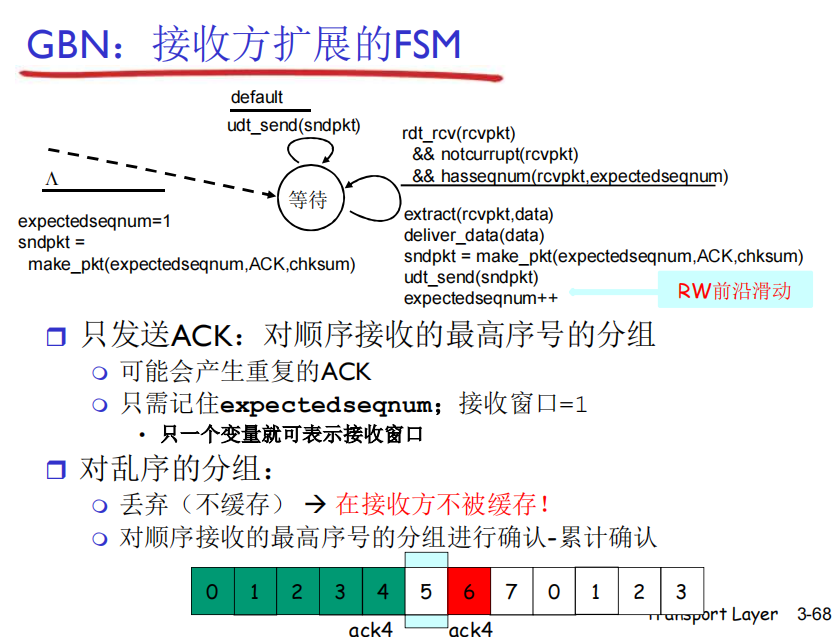 GBN：接收方扩展的FSM
default
udt_send(sndpkt)
rdt_rcv(rcvpkt)
&& notcurrupt(rcvpkt)
&& hasseqnum(rcvpkt,expectedseqnum)
Λ
等待
expectedseqnum=1
sndpkt =
make_pkt(expectedseqnum,ACK,chksum)
extract(rcvpkt,data)
deliver_data(data)
sndpkt = make_pkt(expectedseqnum,ACK,chksum)
udt_send(sndpkt)
expectedseqnum++
RW前沿滑动
只发送ACK：对顺序接收的最高序号的分组
可能会产生重复的ACK
只需记住expectedseqnum；接收窗口=1
• 只一个变量就可表示接收窗口
对乱序的分组：
丢弃（不缓存） → 在接收方不被缓存！
对顺序接收的最高序号的分组进行确认-累计确认
0 1 2 3 4 5 6 7 0 1 2 3
ack4 ack4
Transport Layer 3-68